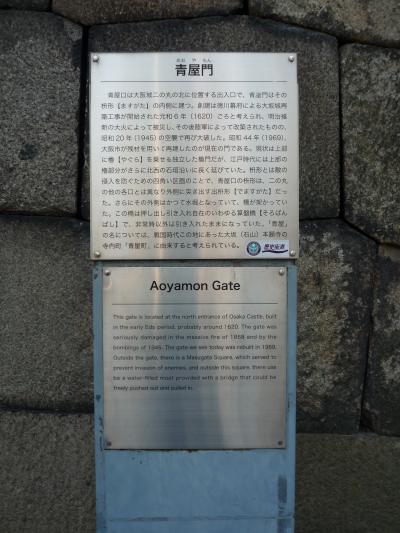 あおやもん
青屋門
青屋口は大阪城二の丸の北に位置する出入口で、青屋門はその
枡形【ますがた】の内側に建つ。創建は徳川幕府による大坂城再
築工事が開始された元和6年（1620）ごろと考えられ、明治維
新の大火によって被災し、その後陸軍によって改築されたものの、
昭和20年（1945）の空襲で再び大破した。昭和44年（1969）、
大阪市が残材を用いて再建したのが現在の門である。現状は上部
に櫓【やぐら】を乗せる独立した櫓門だが、江戸時代には上部の
櫓部分がさらに北西の石垣沿いに長く延びていた。枡形とは敵の
侵入を防ぐための四角い区画のことで、青屋口の枡形は、二の丸
の他の各口とは異なり外側に突き出す出枡形【でますがた】だっ
た。さらにその外側はかつて水堀となっていて、橋が架かってい
た。この橋は押し出し引き入れ自在のいわゆる算盤橋【そろばん
ばし】で、非常時以外は引き入れたままになっていた。「青屋」
の名については、戦国時代この地にあった大坂（石山）本願寺の
寺内町「青屋町」に由来すると考えられている。
歴史街道
Aoyamon Gate
This gate is located at the north entrance of Osaka Castle, built
in the early Edo period, probably around 1620. The gate was
seriously damaged in the massive fire of 1868 and by the
bombings of 1945. The gate we see today was rebuilt in 1969.
Outside the gate, there is a Masugata Square, which served to
prevent invasion of enemies, and outside this square, there use
be a water-filled moat provided with a bridge that could be
freely pushed out and pulled in.